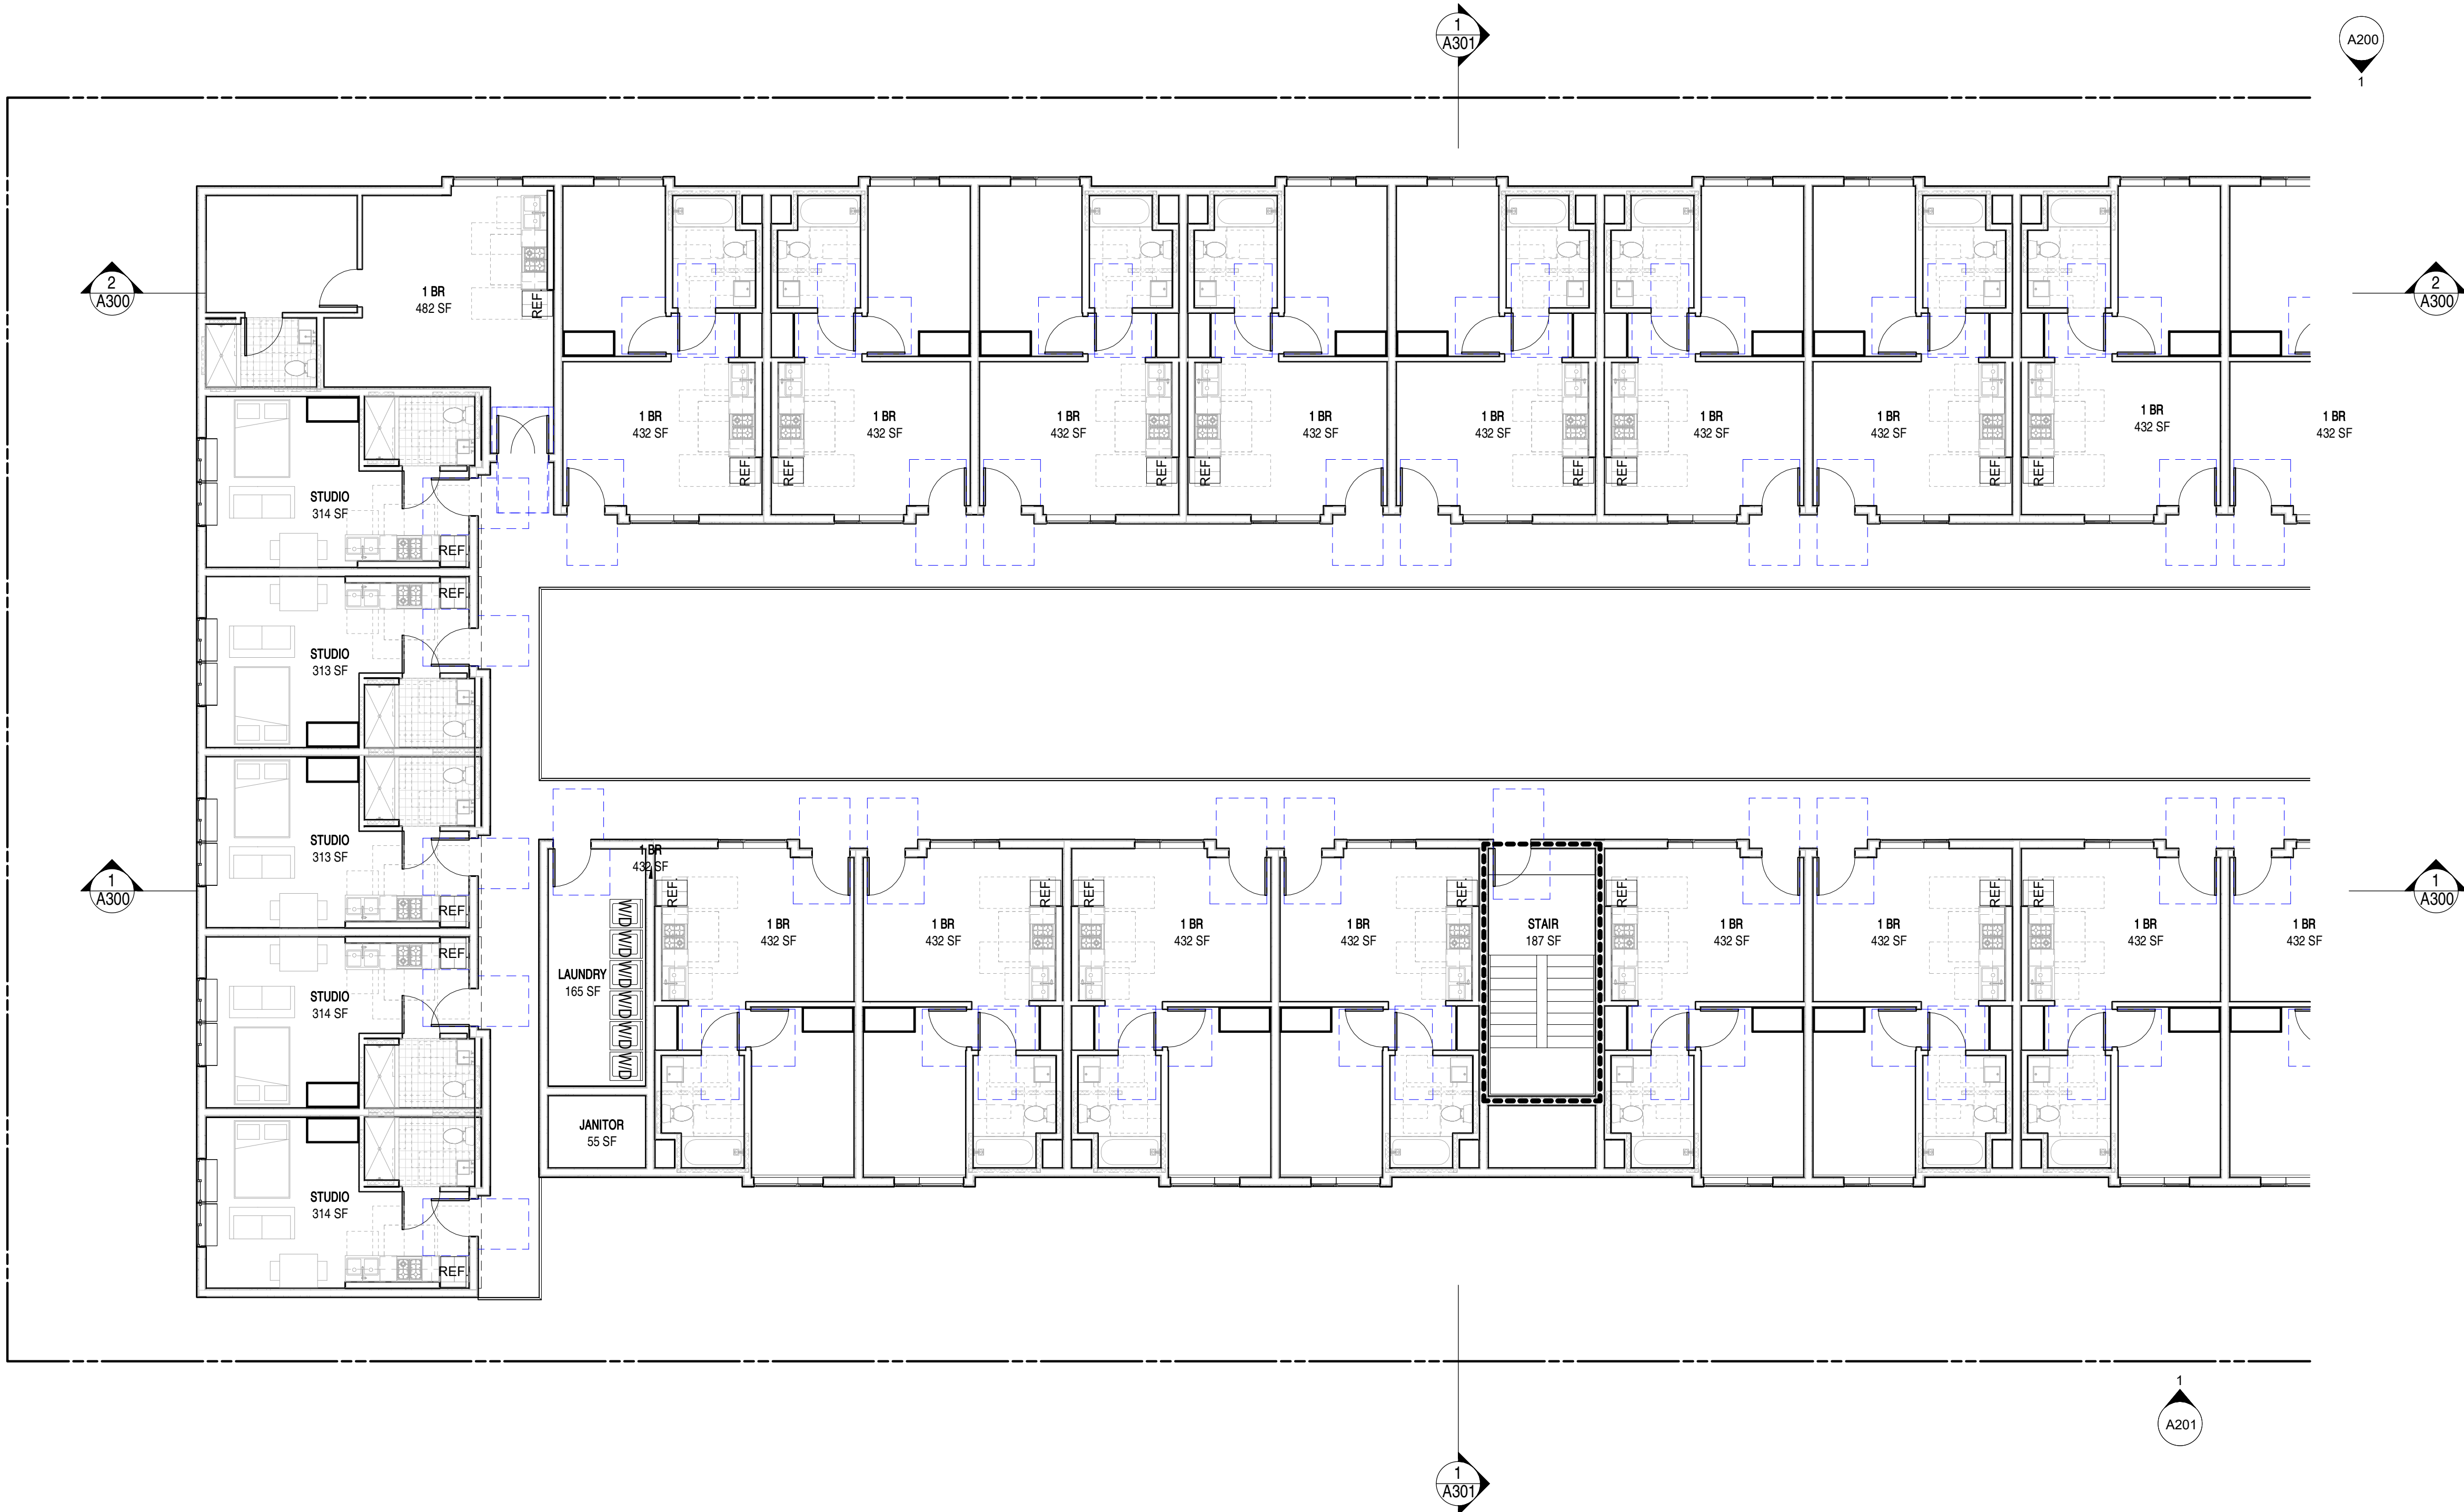 1
A301
A200
1
2
A300
2
A300
1 BR
482 SF
REF
1 BR
432 SF
REF
1 BR
432 SF
REF
1 BR
432 SF
REF
1 BR
432 SF
REF
1 BR
432 SF
REF
1 BR
432 SF
REF
1 BR
432 SF
REF
1 BR
432 SF
REF
1 BR
432 SF
STUDIO
314 SF
REF.
STUDIO
313 SF
REF.
STUDIO
313 SF
REF.
STUDIO
314 SF
REF.
STUDIO
314 SF
REF.
1
A300
1
A300
1 BR
432 SF
LAUNDRY
165 SF
W/D
W/D
W/D
W/D
W/D
W/D
JANITOR
55 SF
REF
1 BR
432 SF
REF
1 BR
432 SF
REF
1 BR
432 SF
REF
1 BR
432 SF
STAIR
187 SF
REF
1 BR
432 SF
REF
1 BR
432 SF
REF
1 BR
432 SF
1 BR
432 SF
1
A201
1
A301